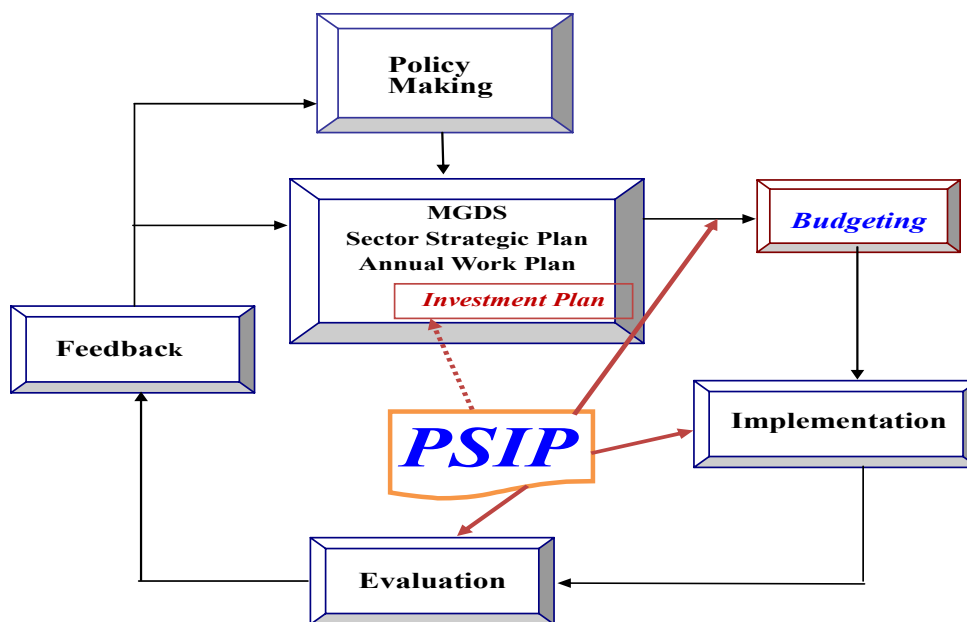 Policy
Making
MGDS
Sector Strategic Plan
Annual Work Plan
Investment Plan
Budgeting
Feedback
PSIP
Implementation
Evaluation